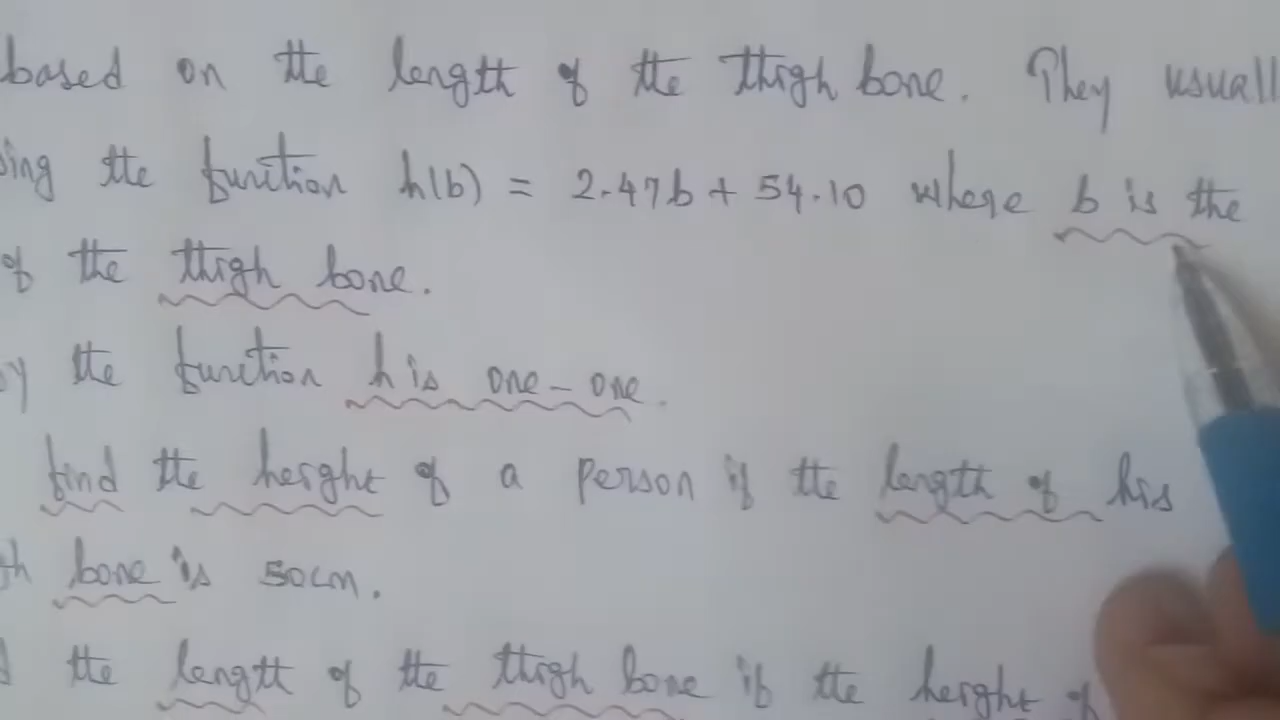 based on the length of the thigh bone. They usuall
ing the function h(b) = 2.47b + 54.10 where b is the
of the thigh bone.
y the function h is one-one.
find the height of a person if the length of his
bone is 50cm.
the length of the thigh bone if the height of